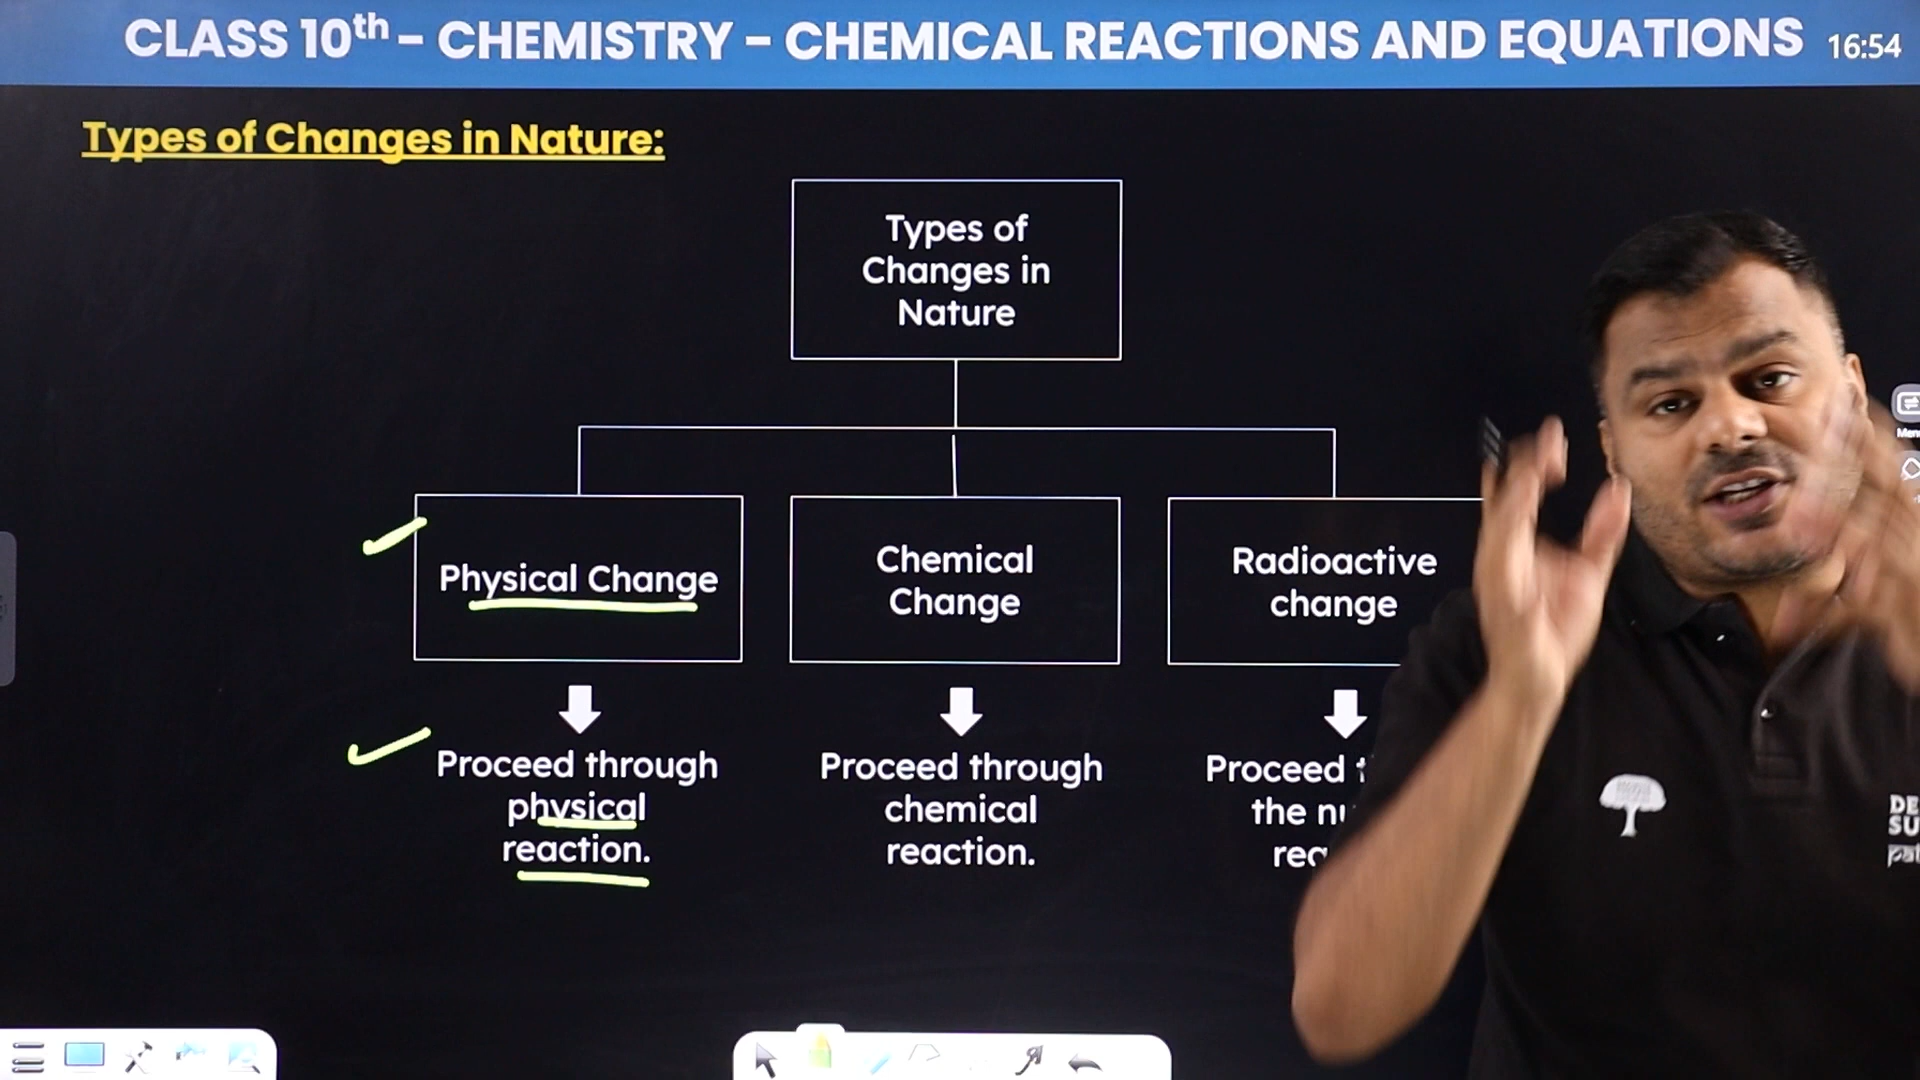 CLASS 10th – CHEMISTRY – CHEMICAL REACTIONS AND EQUATIONS
16:54
Types of Changes in Nature:
Types of
Changes in
Nature
Physical Change
Chemical
Change
Radioactive
change
Proceed through
physical
reaction.
Proceed through
chemical
reaction.
Proceed
the